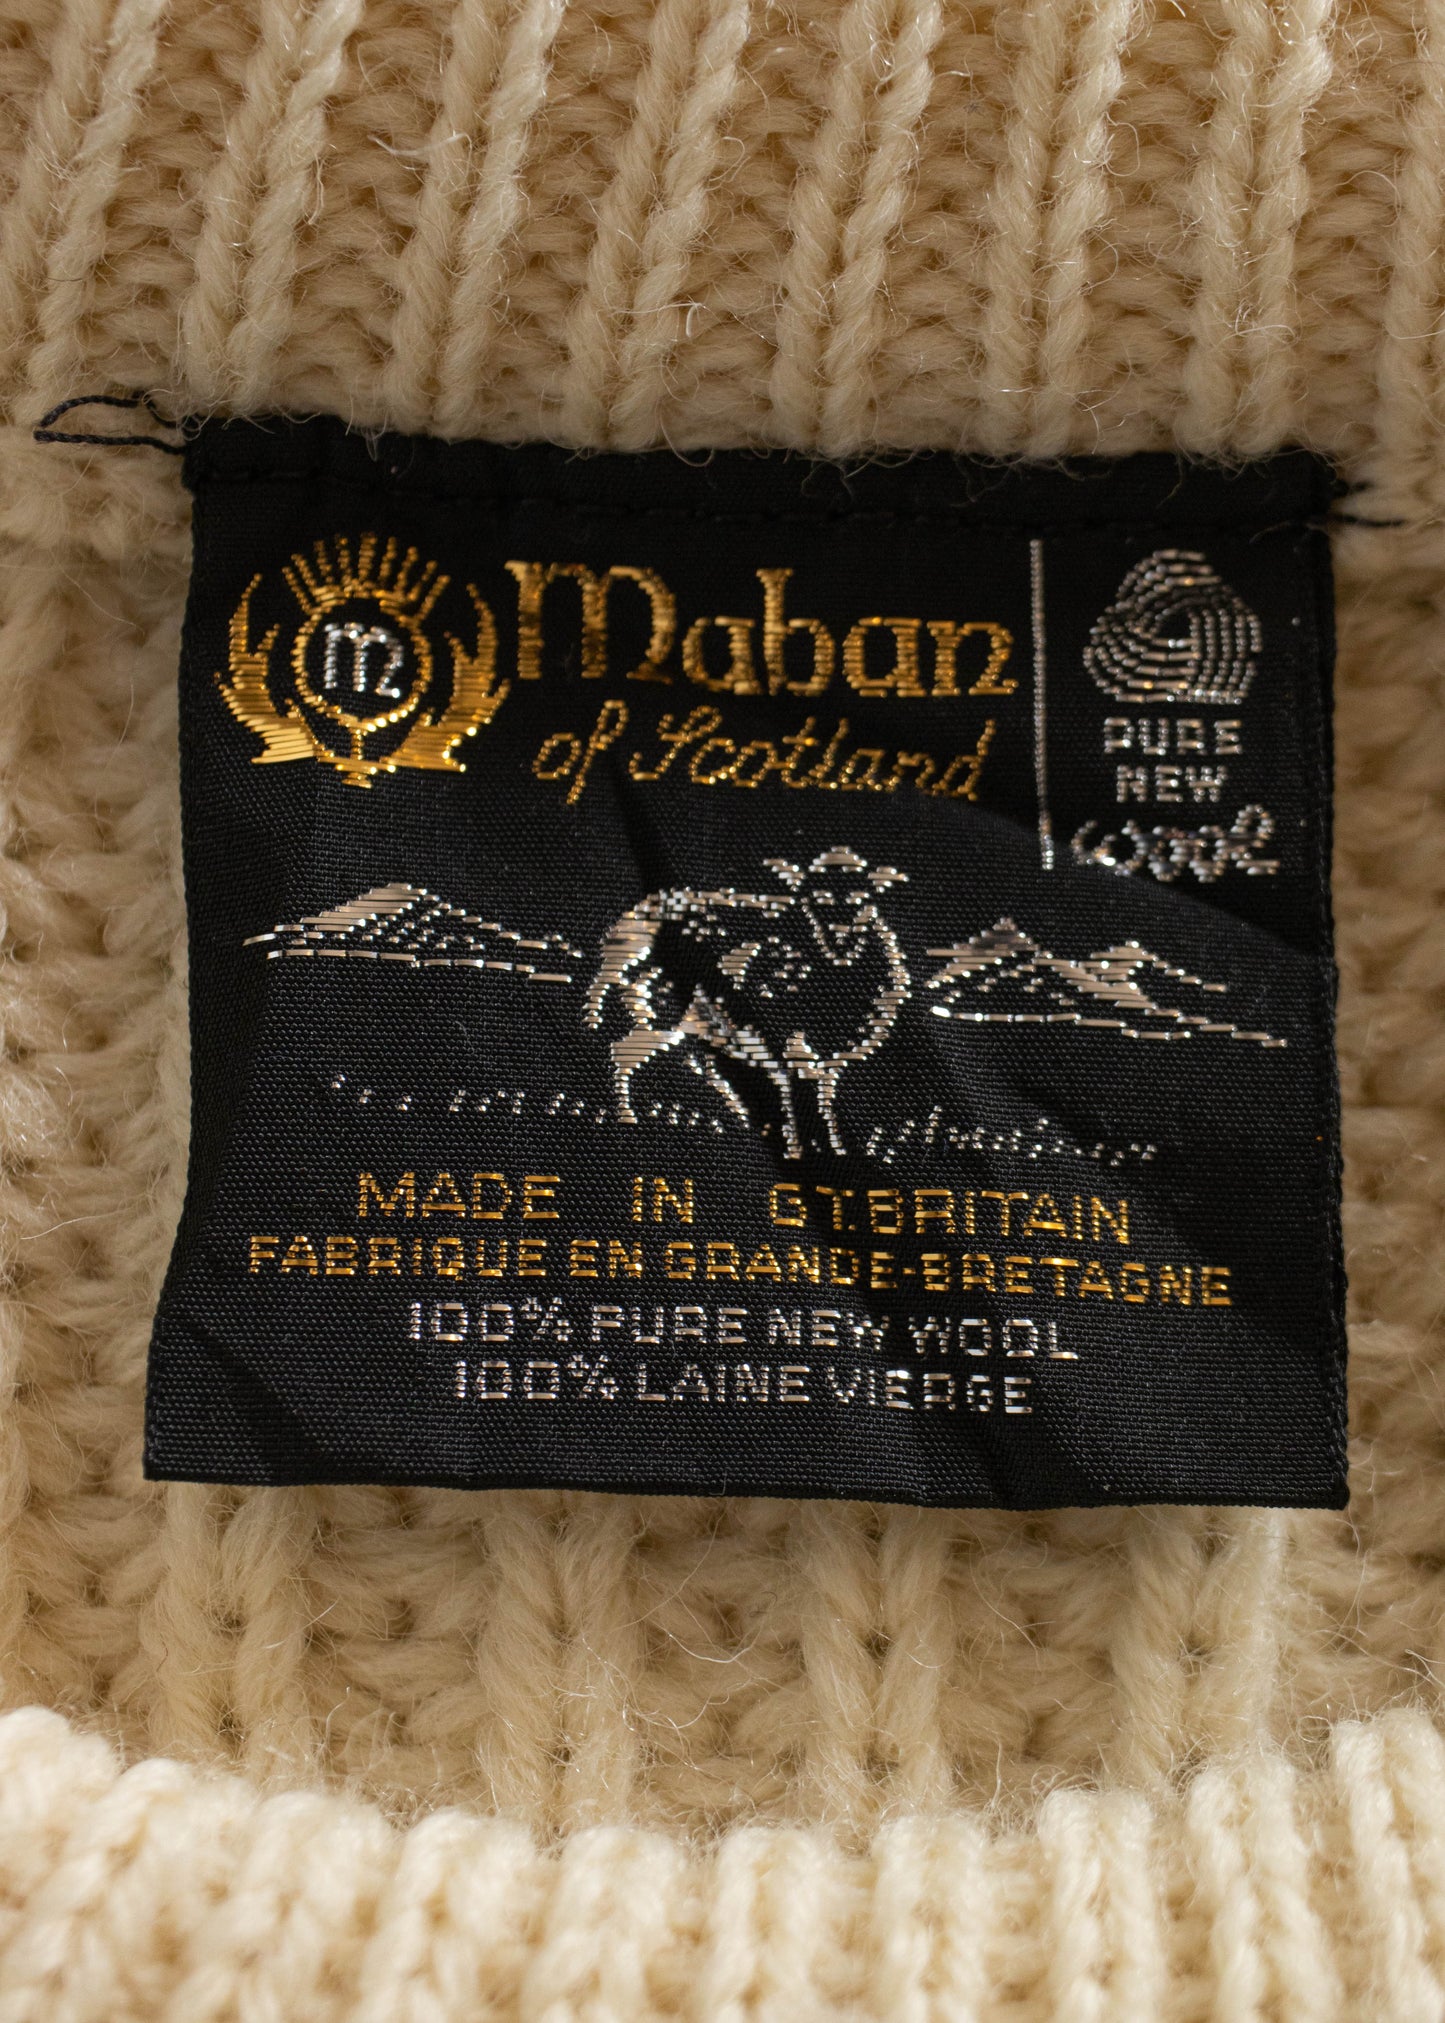 m
Maban
of Scotland
PURE
NEW
Wool
MADE IN GT.BRITAIN
FABRIQUE EN GRANDE-BRETAGNE
100% PURE NEW WOOL
100% LAINE VIERGE